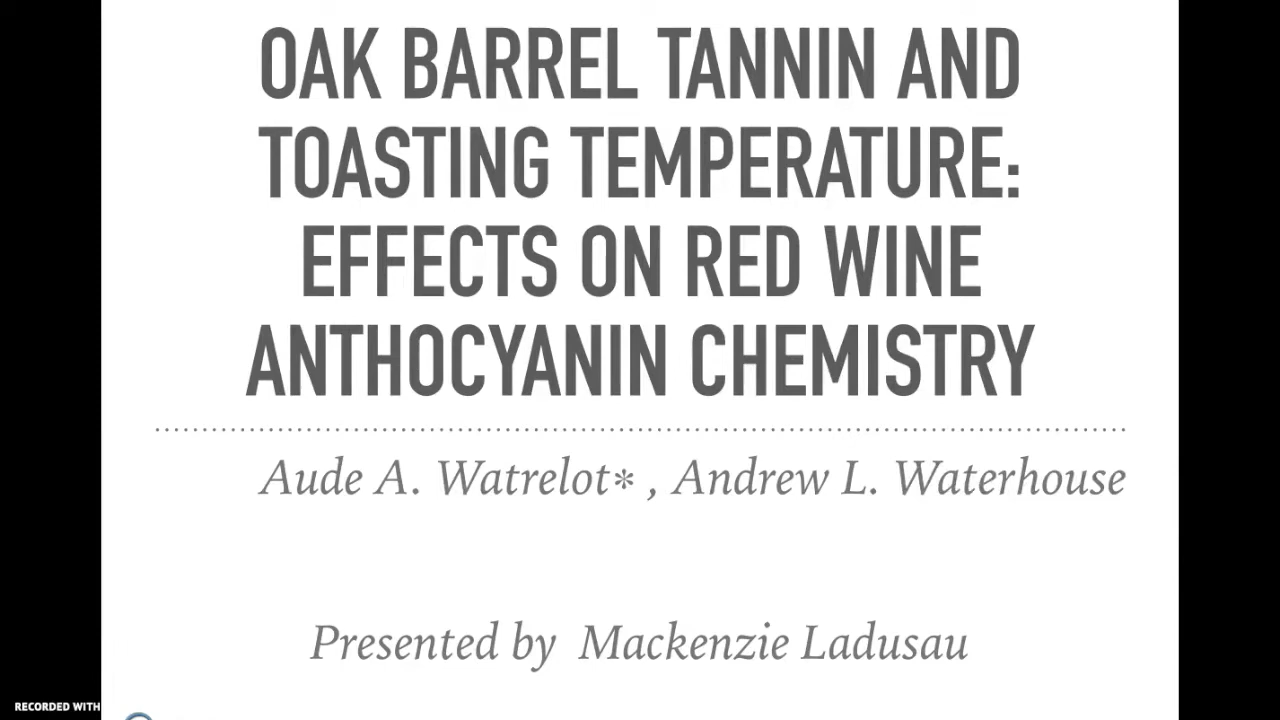 OAK BARREL TANNIN AND
TOASTING TEMPERATURE:
EFFECTS ON RED WINE
ANTHOCYANIN CHEMISTRY
Aude A. Watrelot* , Andrew L. Waterhouse
Presented by Mackenzie Ladusau
RECORDED WITH